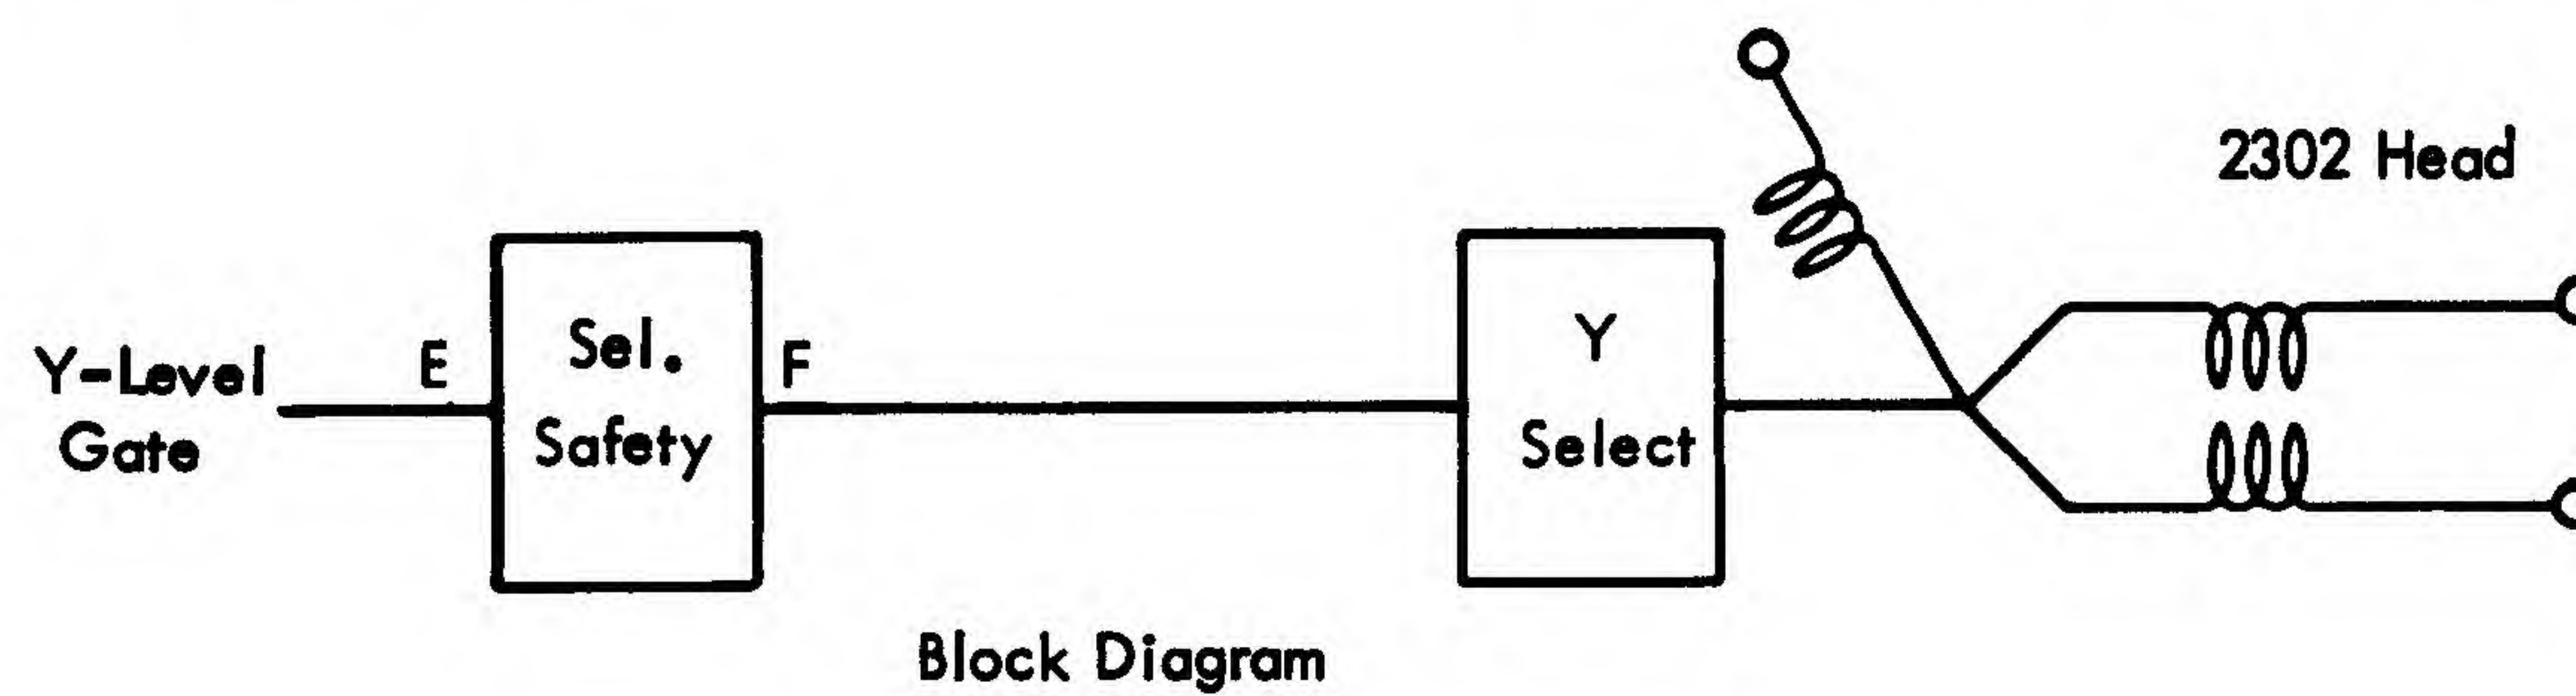 2302 Head
Y-Level
Gate
E
Sel.
Safety
F
Y
Select
Block Diagram